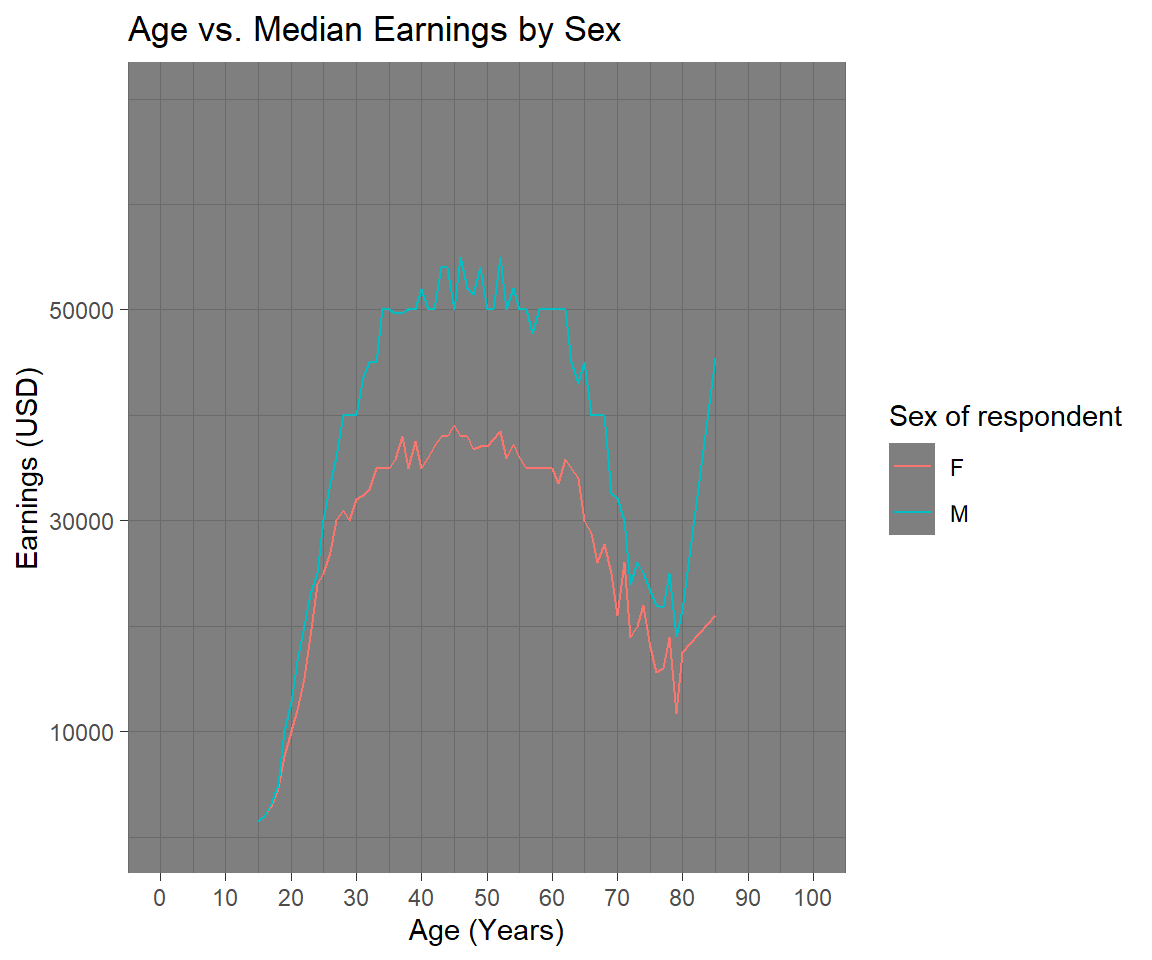 Age vs. Median Earnings by Sex
Earnings (USD)
50000
30000
10000
0 10 20 30 40 50 60 70 80 90 100
Age (Years)
Sex of respondent
F
M